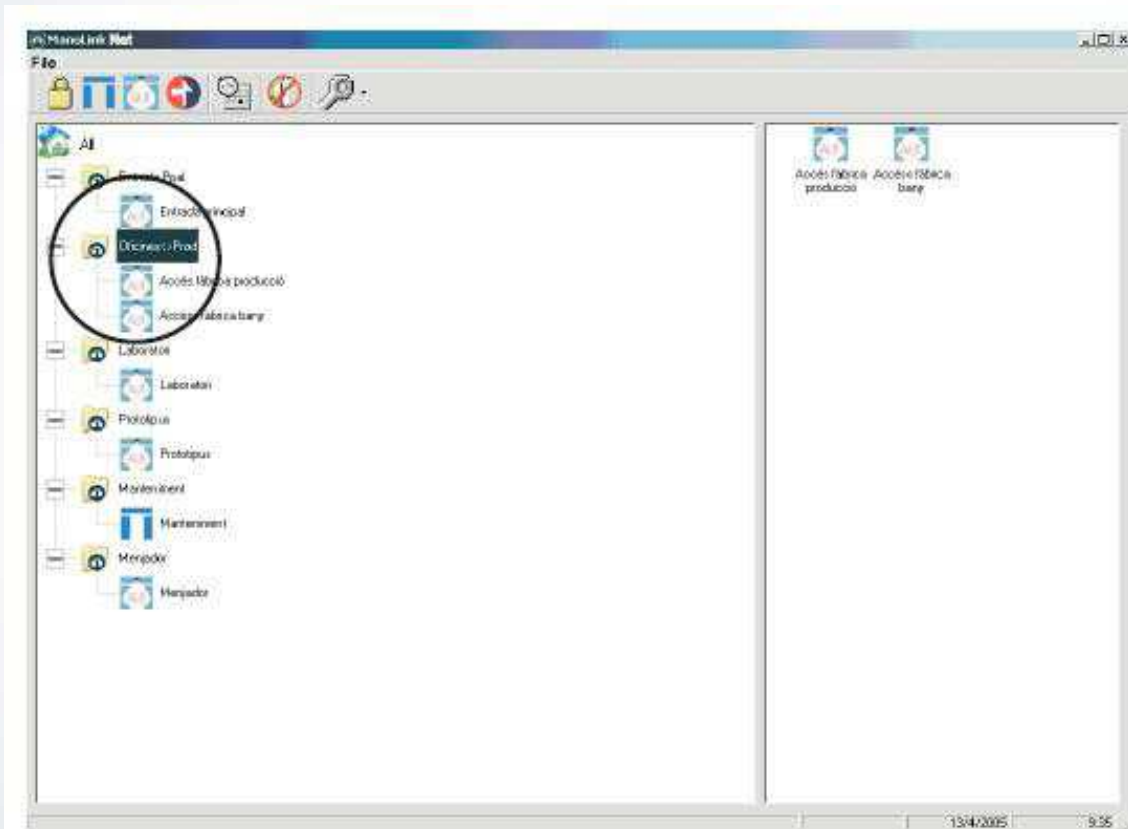 ManoLink Net
File
All
Entrada Ppal
Entrada principal
Oficines<>Prod
Accés fàbrica producció
Accés fàbrica bany
Laboratori
Laboratori
Prototipus
Prototipus
Manteniment
Manteniment
Menjador
Menjador
Accés fàbrica
producció
Accés fàbrica
bany
13/4/2005
9:35